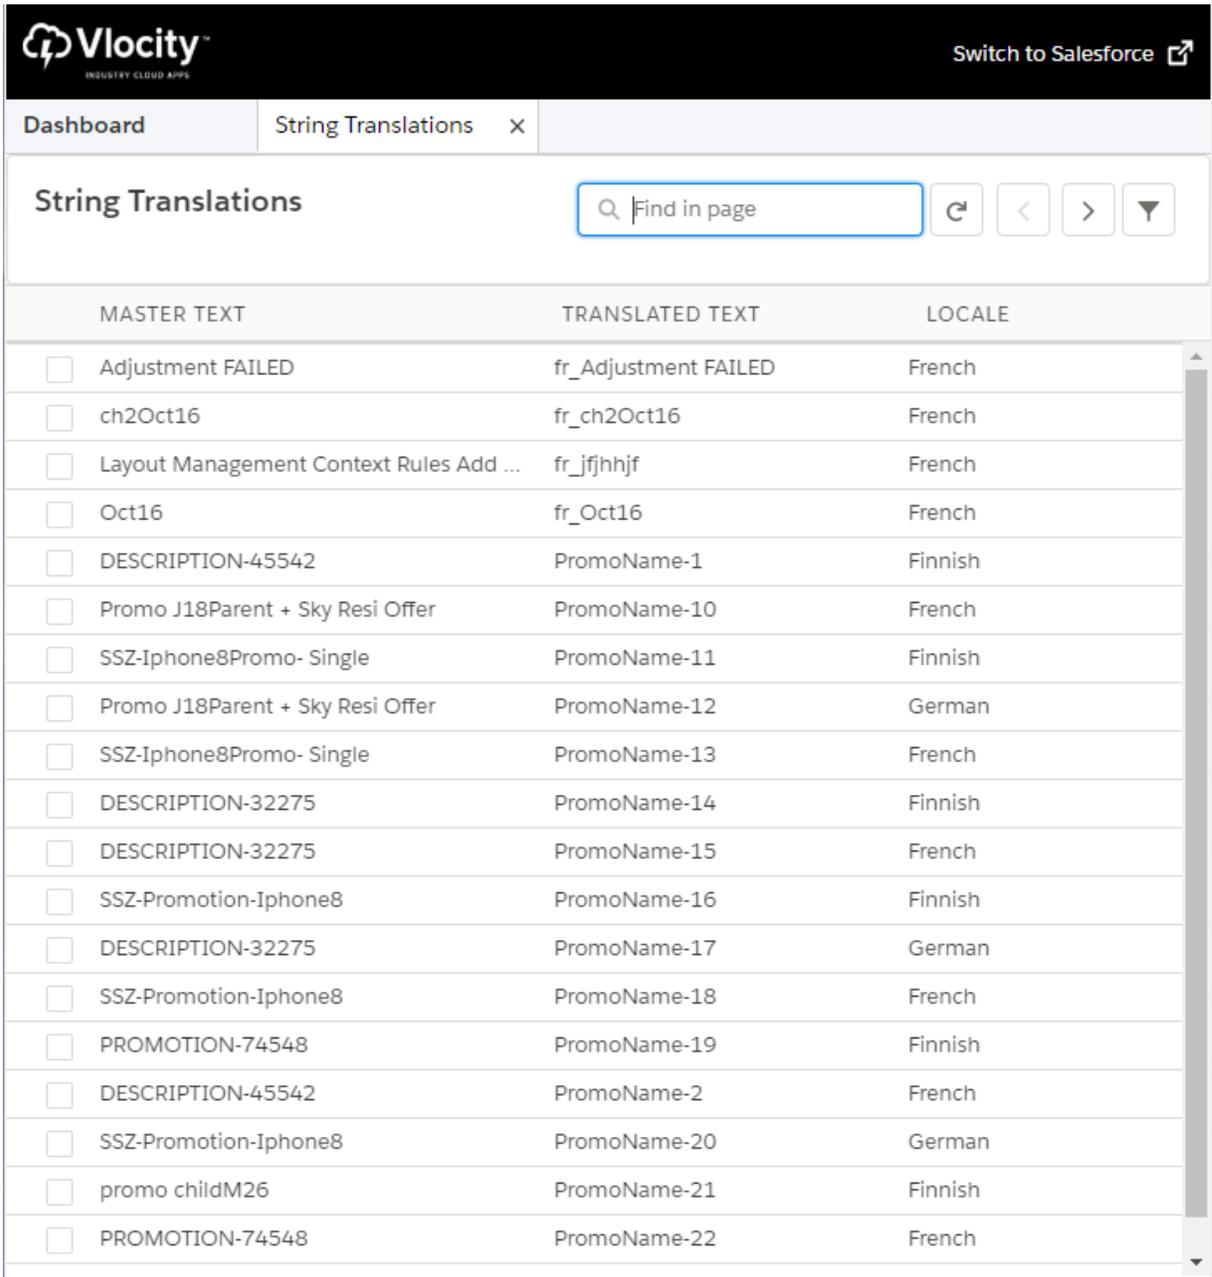 Vlocity™
INDUSTRY CLOUD APPS
Switch to Salesforce
Dashboard
String Translations
String Translations
Find in page
MASTER TEXT TRANSLATED TEXT LOCALE
Adjustment FAILED fr_Adjustment FAILED French
ch2Oct16 fr_ch2Oct16 French
Layout Management Context Rules Add ... fr_jfjhhjf French
Oct16 fr_Oct16 French
DESCRIPTION-45542 PromoName-1 Finnish
Promo J18Parent + Sky Resi Offer PromoName-10 French
SSZ-Iphone8Promo- Single PromoName-11 Finnish
Promo J18Parent + Sky Resi Offer PromoName-12 German
SSZ-Iphone8Promo- Single PromoName-13 French
DESCRIPTION-32275 PromoName-14 Finnish
DESCRIPTION-32275 PromoName-15 French
SSZ-Promotion-Iphone8 PromoName-16 Finnish
DESCRIPTION-32275 PromoName-17 German
SSZ-Promotion-Iphone8 PromoName-18 French
PROMOTION-74548 PromoName-19 Finnish
DESCRIPTION-45542 PromoName-2 French
SSZ-Promotion-Iphone8 PromoName-20 German
promo childM26 PromoName-21 Finnish
PROMOTION-74548 PromoName-22 French